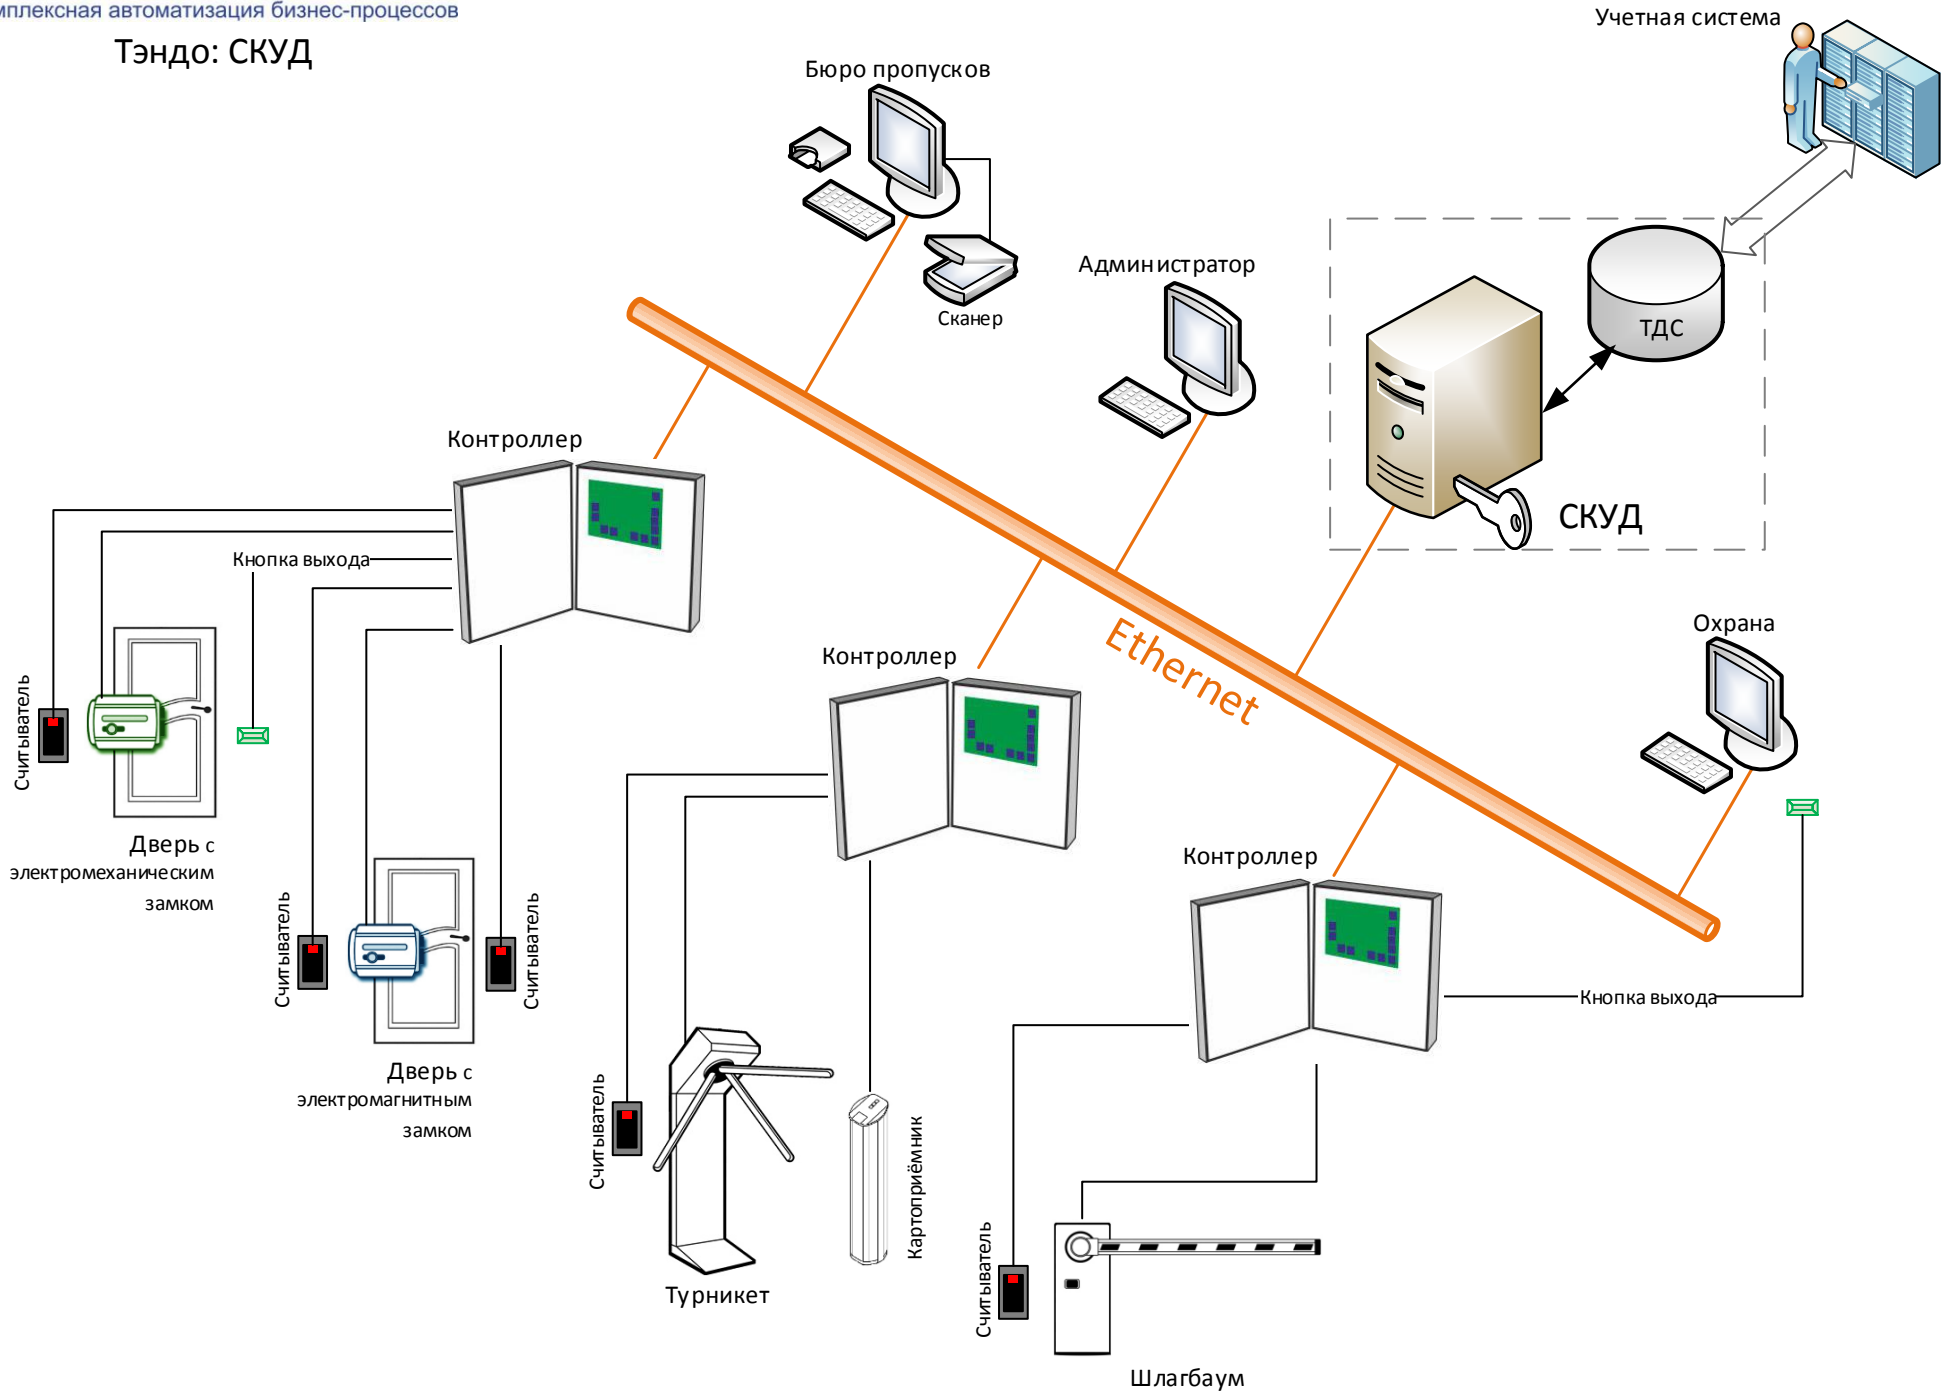 мплексная автоматизация бизнес-процессов
Тэндо: СКУД
Учетная система
Бюро пропусков
Сканер
Администратор
ТДС
СКУД
Контроллер
Кнопка выхода
Ethernet
Охрана
Контроллер
Считыватель
Дверь с
электромеханическим
замком
Контроллер
Считыватель
Считыватель
Кнопка выхода
Дверь с
электромагнитным
замком
Считыватель
Картоприёмник
Турникет
Считыватель
Шлагбаум